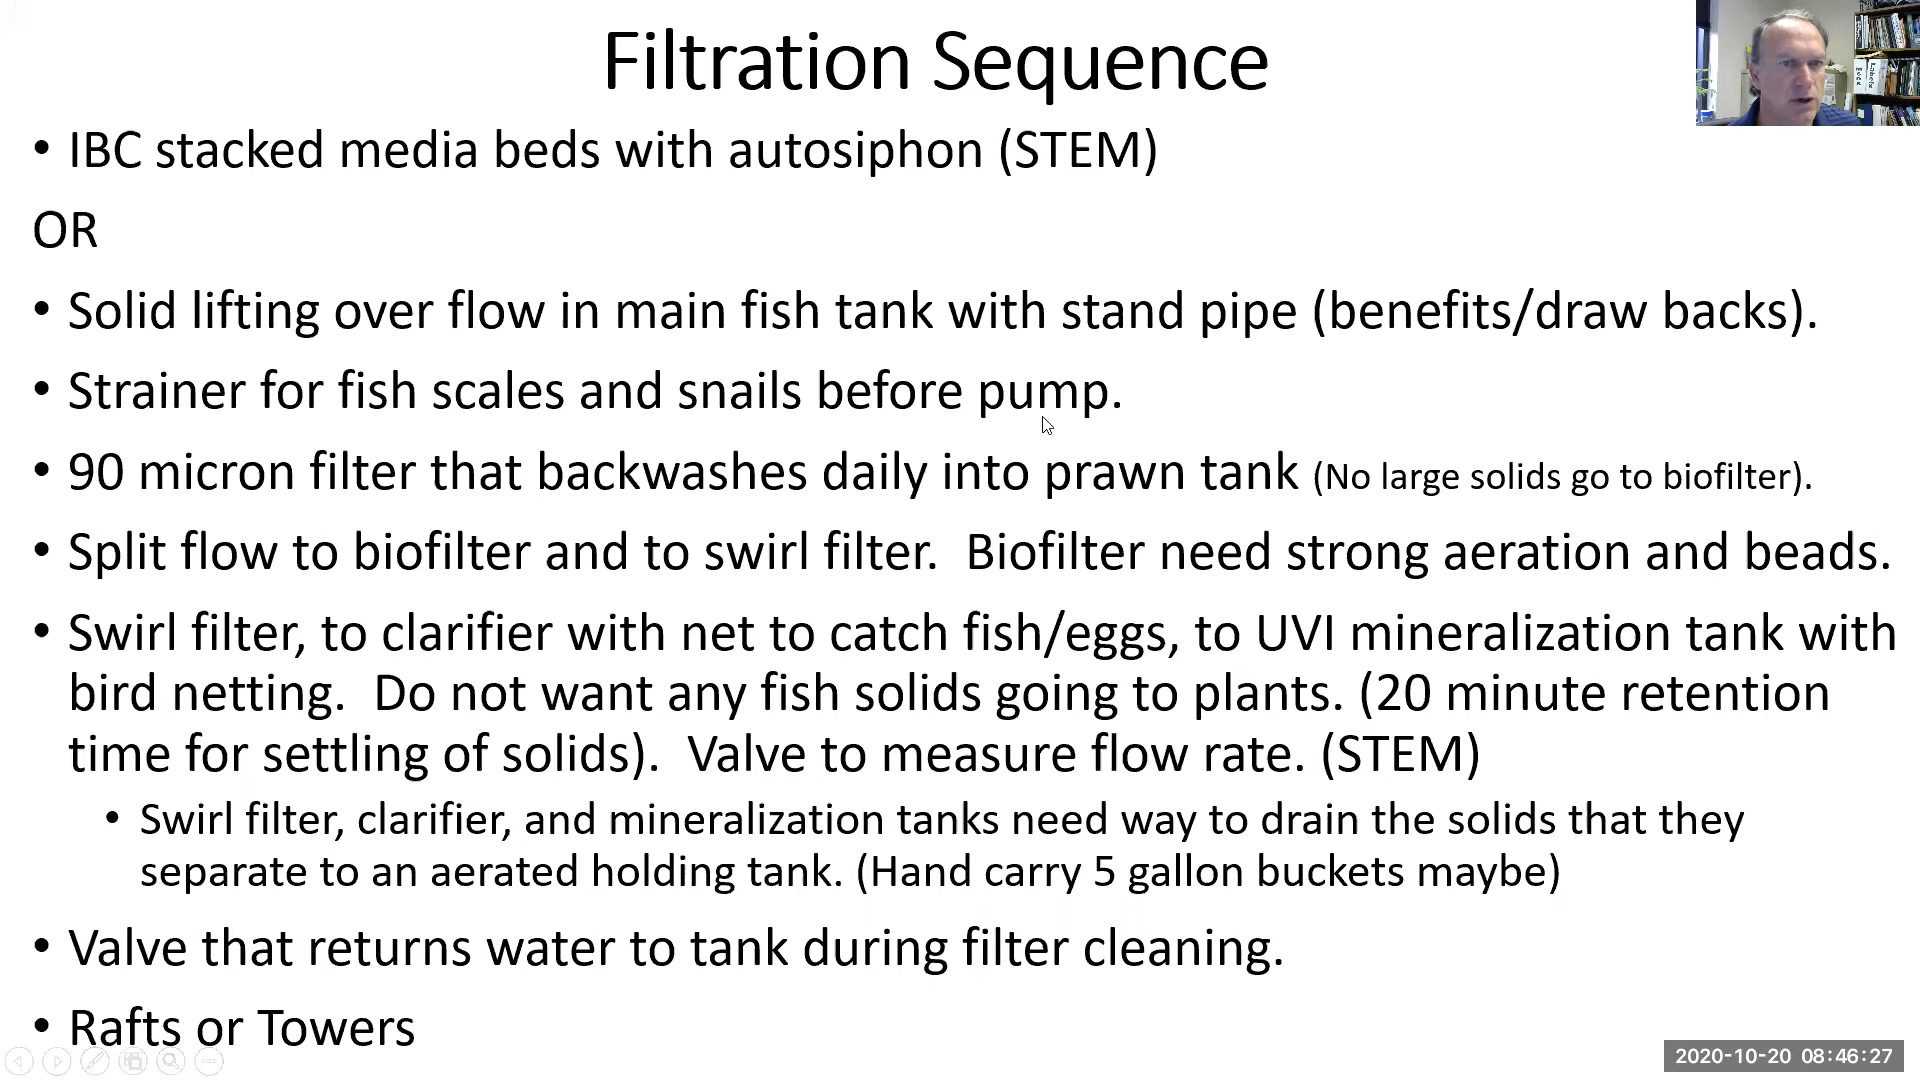 Filtration Sequence
• IBC stacked media beds with autosiphon (STEM)
OR
• Solid lifting over flow in main fish tank with stand pipe (benefits/draw backs).
• Strainer for fish scales and snails before pump.
• 90 micron filter that backwashes daily into prawn tank (No large solids go to biofilter).
• Split flow to biofilter and to swirl filter.  Biofilter need strong aeration and beads.
• Swirl filter, to clarifier with net to catch fish/eggs, to UVI mineralization tank with
bird netting.  Do not want any fish solids going to plants. (20 minute retention
time for settling of solids).  Valve to measure flow rate. (STEM)
• Swirl filter, clarifier, and mineralization tanks need way to drain the solids that they
separate to an aerated holding tank. (Hand carry 5 gallon buckets maybe)
• Valve that returns water to tank during filter cleaning.
• Rafts or Towers
2020-10-20 08:46:27